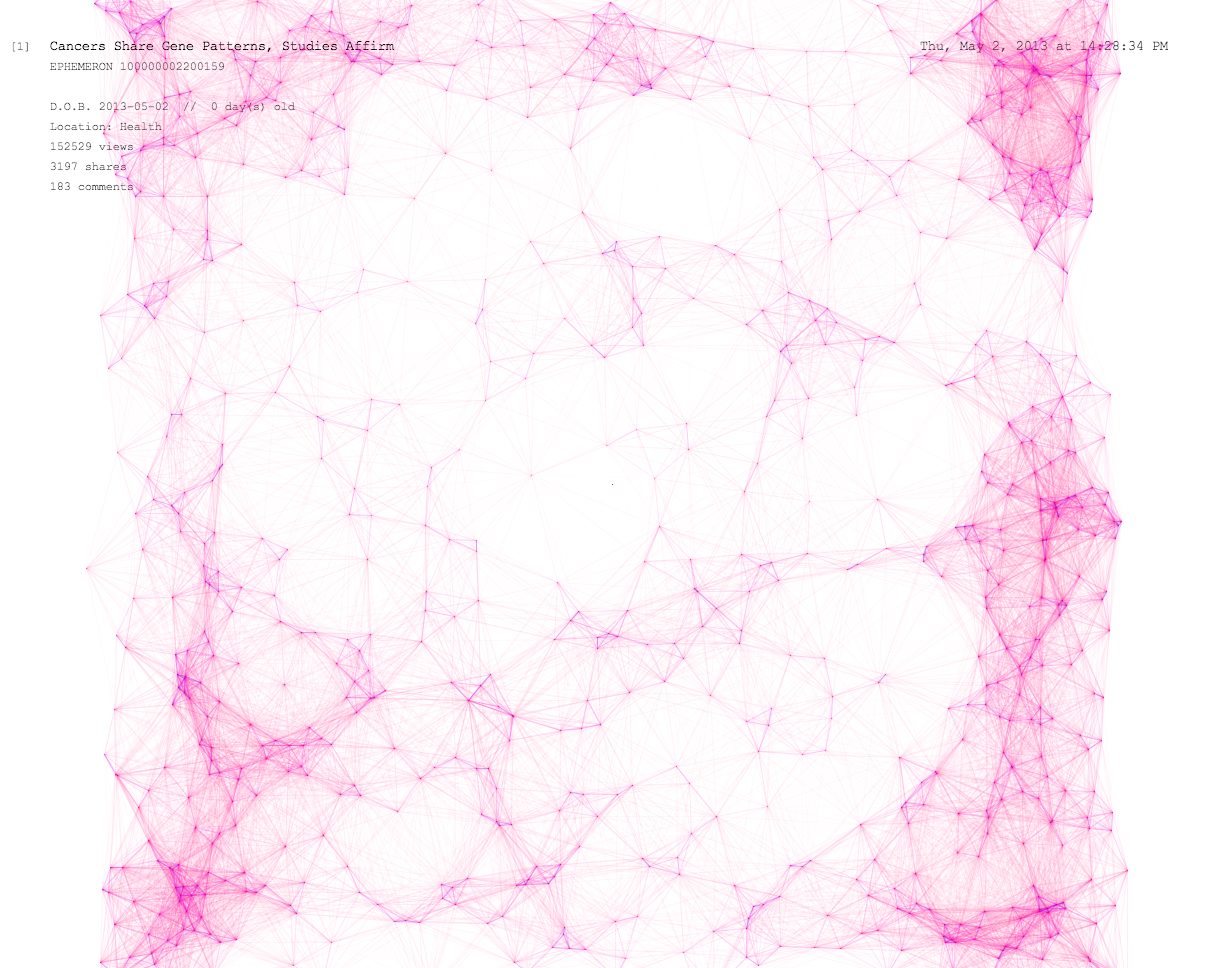 [1] Cancers Share Gene Patterns, Studies Affirm Thu, May 2, 2013 at 14:28:34 PM
EPHEMERON 100000002200159
D.O.B. 2013-05-02 // 0 day(s) old
Location: Health
152529 views
3197 shares
183 comments